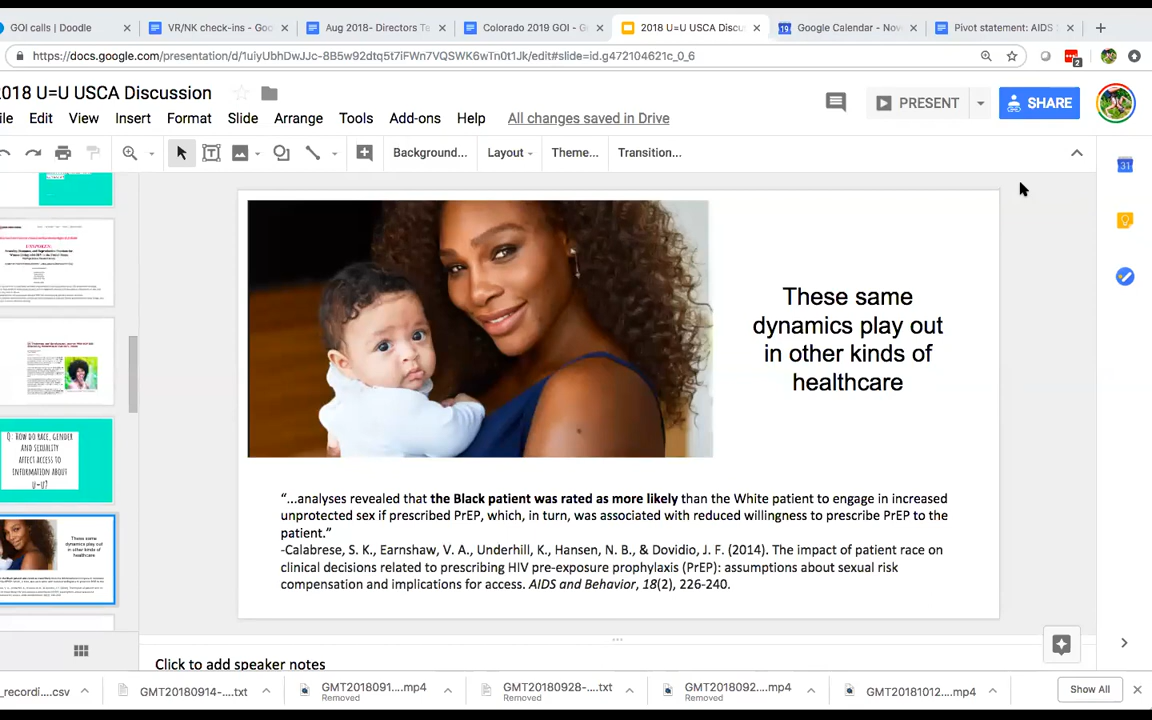 GOI calls | Doodle
VR/NK check-ins - Goo
Aug 2018- Directors Te
Colorado 2019 GOI - G
2018 U=U USCA Discu
Google Calendar - Nov
Pivot statement: AIDS
https://docs.google.com/presentation/d/1uiyUbhDwJJc-8B5w92dtq5t7iFWn7VQSWK6wTn0t1Jk/edit#slide=id.g472104621c_0_6
2018 U=U USCA Discussion
ile Edit View Insert Format Slide Arrange Tools Add-ons Help All changes saved in Drive
PRESENT
SHARE
Background... Layout Theme... Transition...
31
Q: How do race, gender
and sexuality
affect access to
information about
U=U?
These same
dynamics play out
in other kinds of
healthcare
“...analyses revealed that the Black patient was rated as more likely than the White patient to engage in increased
unprotected sex if prescribed PrEP, which, in turn, was associated with reduced willingness to prescribe PrEP to the
patient.”
-Calabrese, S. K., Earnshaw, V. A., Underhill, K., Hansen, N. B., & Dovidio, J. F. (2014). The impact of patient race on
clinical decisions related to prescribing HIV pre-exposure prophylaxis (PrEP): assumptions about sexual risk
compensation and implications for access. AIDS and Behavior, 18(2), 226-240.
Click to add speaker notes
_recordi....csv
GMT20180914-....txt
GMT2018091....mp4
Removed
GMT20180928-....txt
Removed
GMT2018092....mp4
Removed
GMT20181012....mp4
Show All